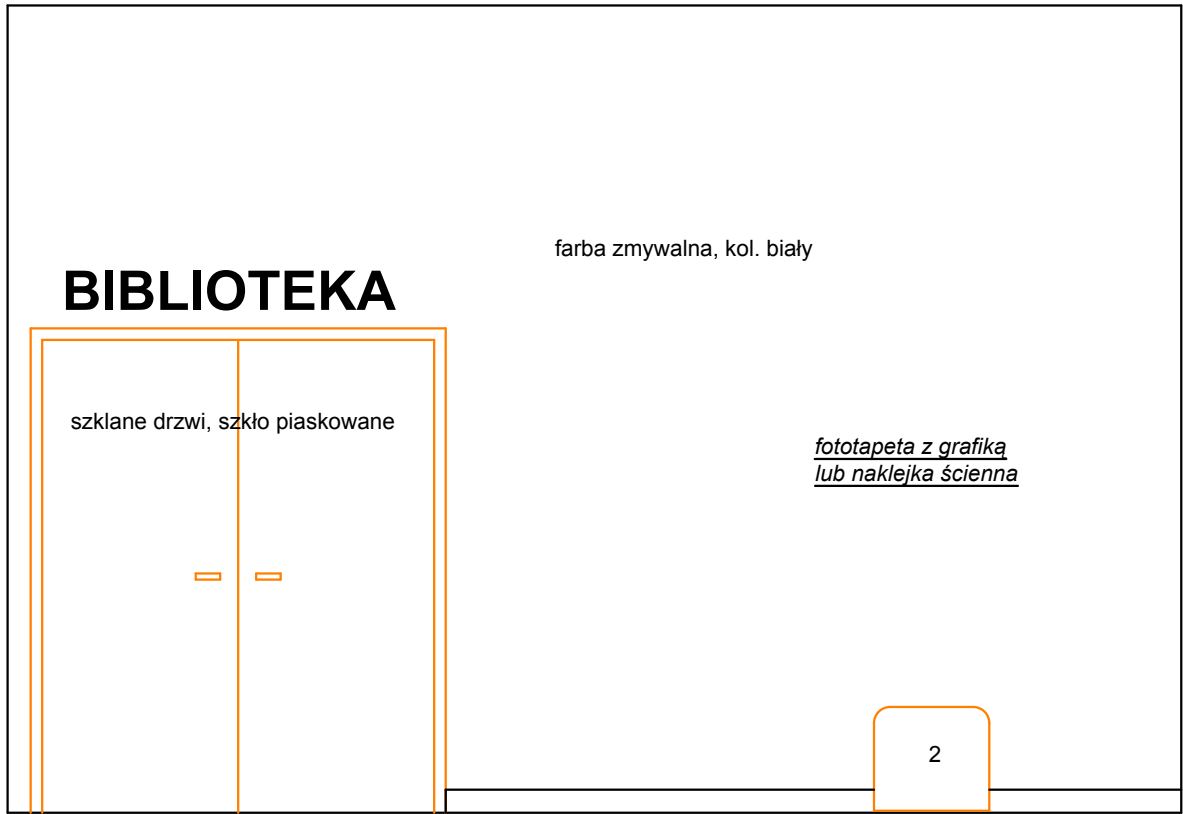 farba zmywalna, kol. biały
BIBLIOTEKA
szklane drzwi, szkło piaskowane
fototapeta z grafiką
lub naklejka ścienna
2